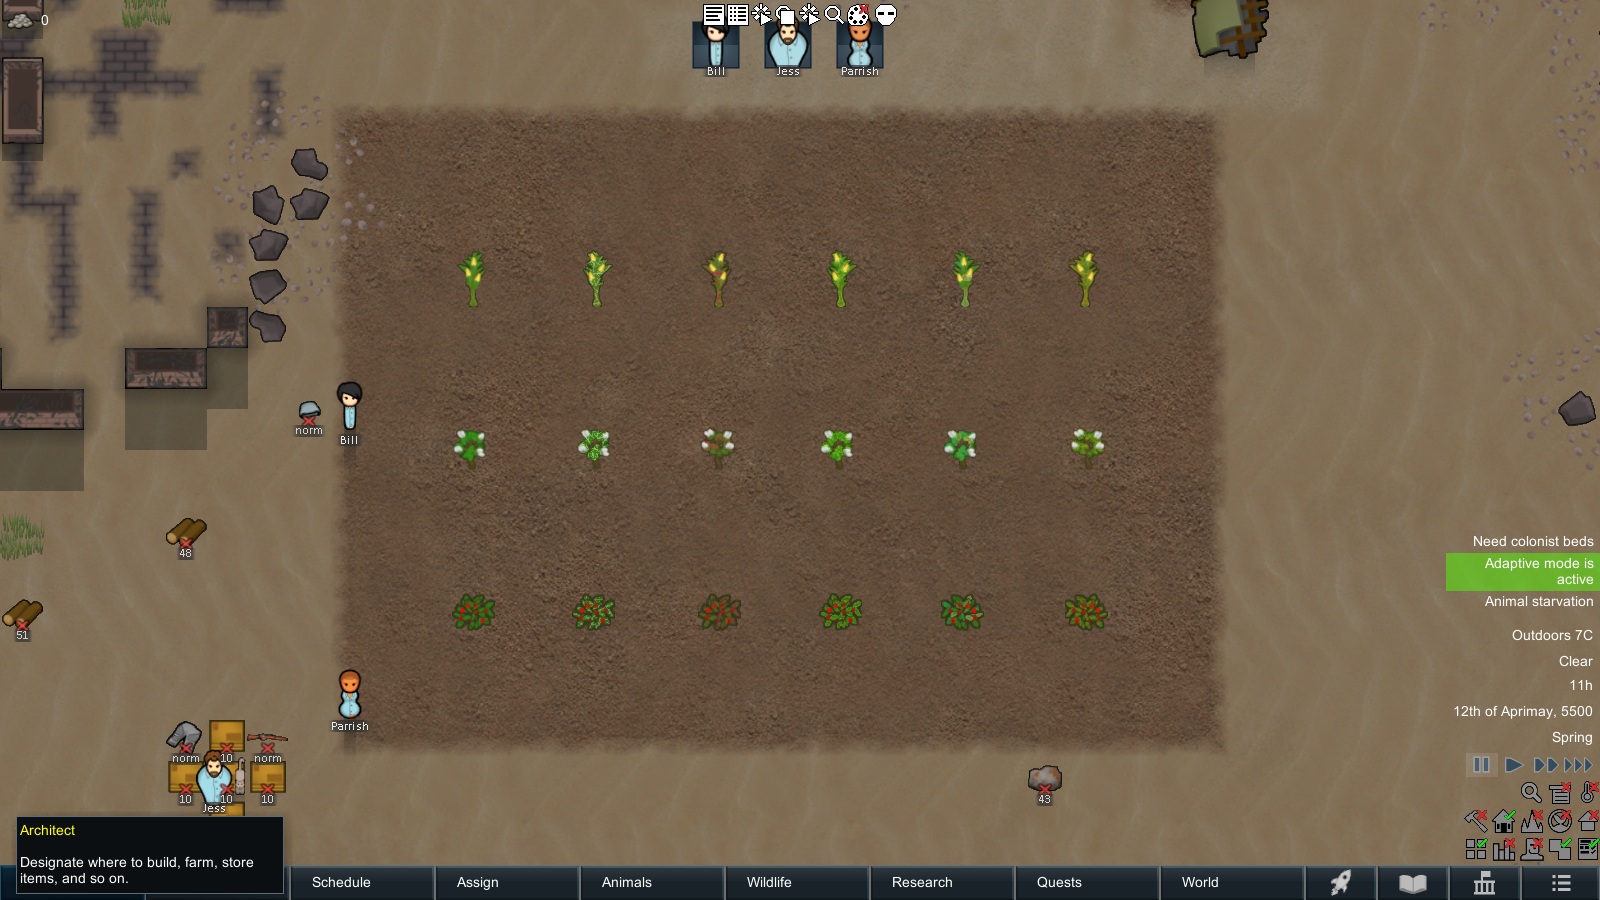 0
Bill
Jess
Parrish
norm
Bill
48
51
Parrish
norm
10
norm
10
10
10
Jess
43
Need colonist beds
Adaptive mode is
active
Animal starvation
Outdoors 7C
Clear
11h
12th of Aprimay, 5500
Spring
Architect
Designate where to build, farm, store
items, and so on.
Schedule
Assign
Animals
Wildlife
Research
Quests
World